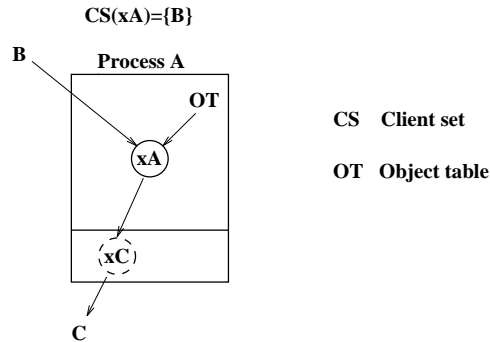 CS(xA)={B}
B
Process A
OT
xA
xC
C
CS Client set
OT Object table